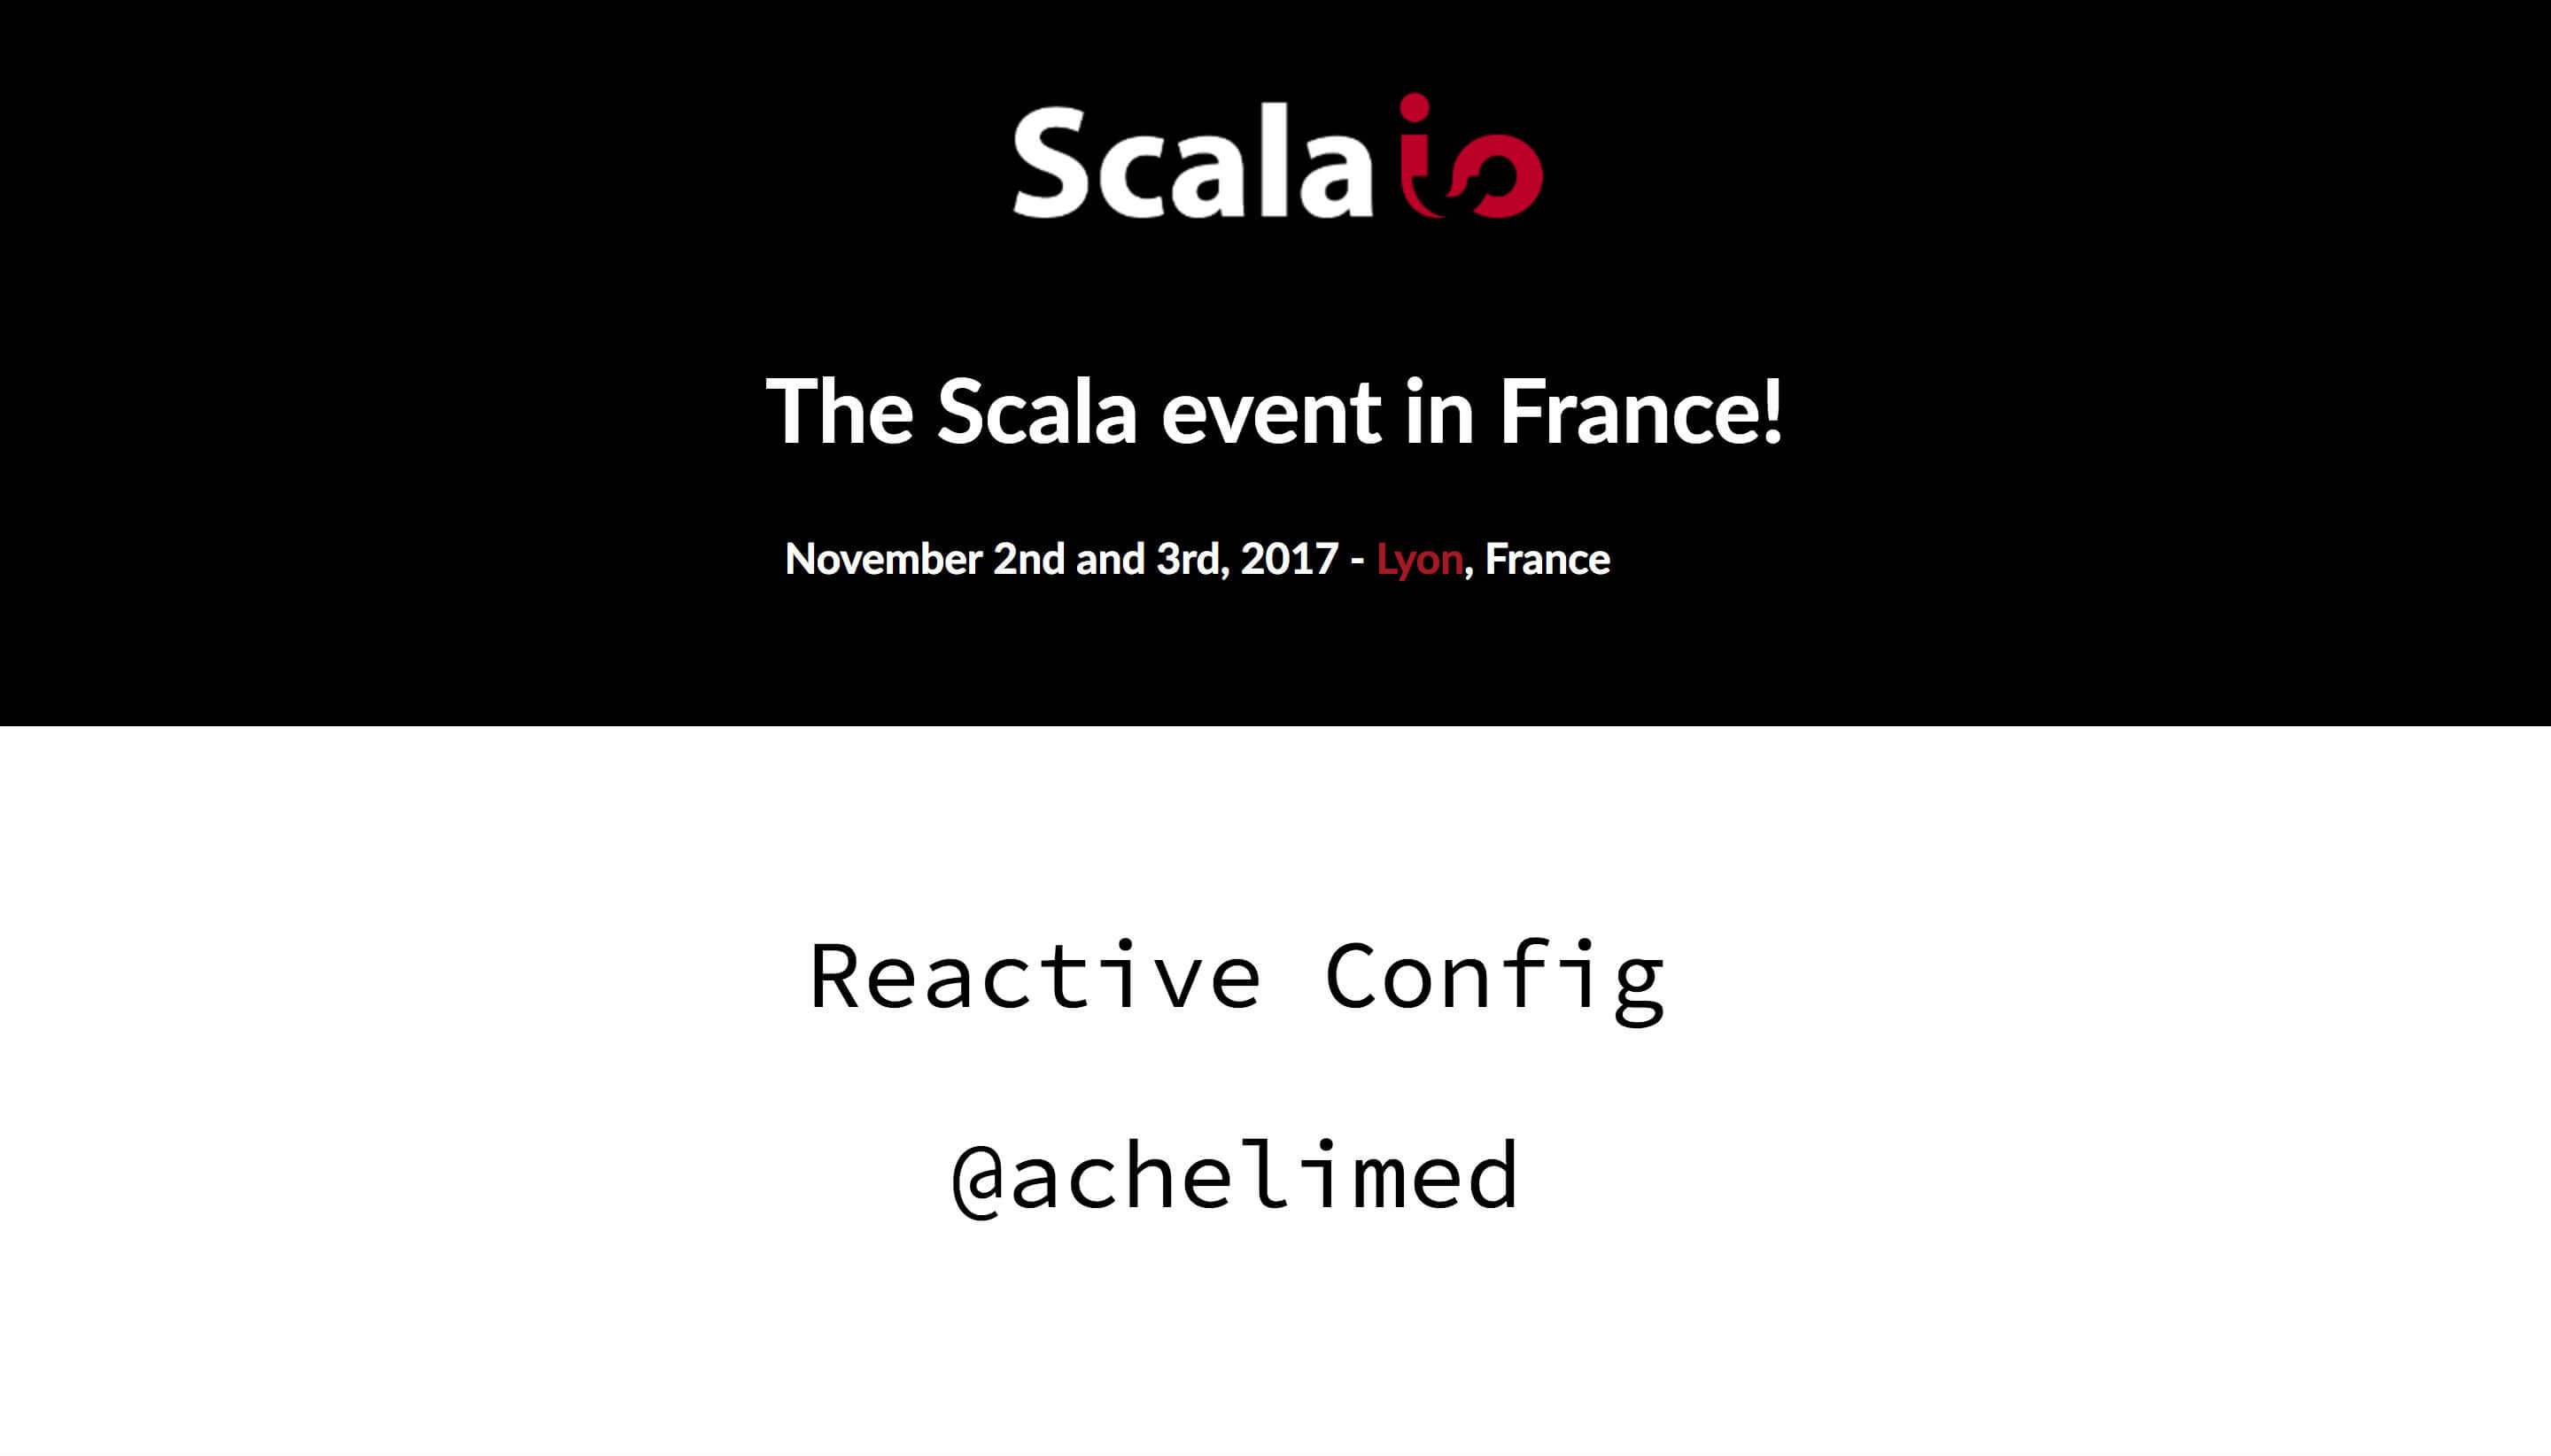 Scala io
The Scala event in France!
November 2nd and 3rd, 2017 - Lyon, France
Reactive Config
@achelimed